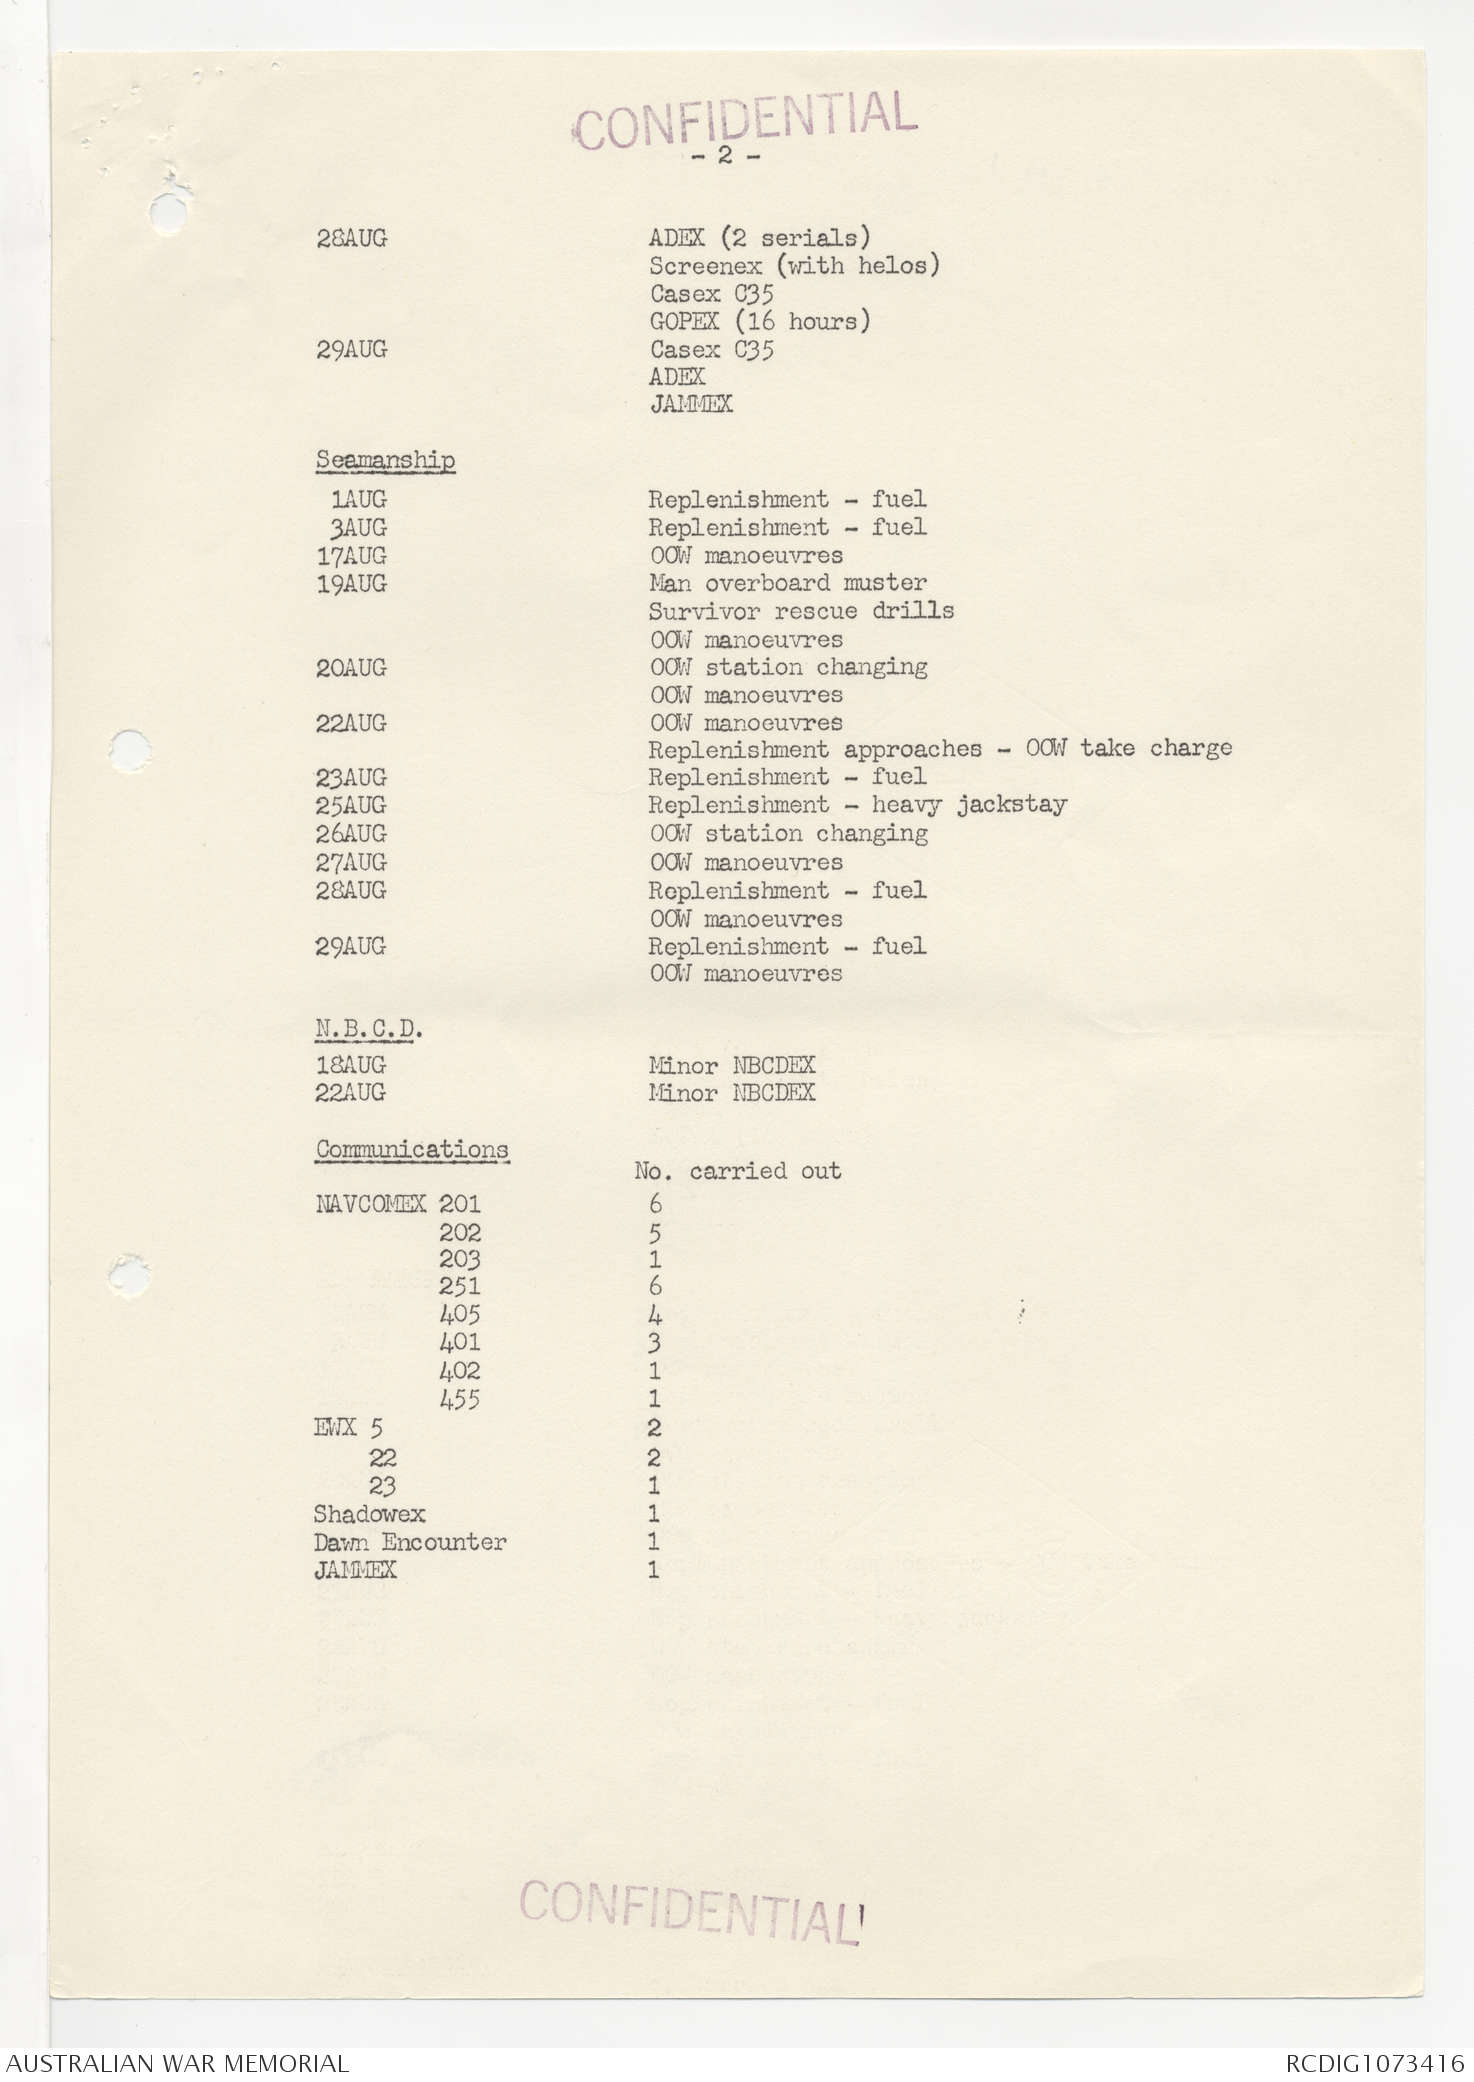 CONFIDENTIAL
- 2 -
28AUG ADEX (2 serials)
Screenex (with helos)
Casex C35
GOPEX (16 hours)
29AUG Casex C35
ADEX
JAMMEX
Seamanship
1AUG Replenishment - fuel
3AUG Replenishment - fuel
17AUG OOW manoeuvres
19AUG Man overboard muster
Survivor rescue drills
OOW manoeuvres
20AUG OOW station changing
OOW manoeuvres
22AUG OOW manoeuvres
Replenishment approaches - OOW take charge
23AUG Replenishment - fuel
25AUG Replenishment - heavy jackstay
26AUG OOW station changing
27AUG OOW manoeuvres
28AUG Replenishment - fuel
OOW manoeuvres
29AUG Replenishment - fuel
OOW manoeuvres
N.B.C.D.
18AUG Minor NBCDEX
22AUG Minor NBCDEX
Communications
No. carried out
NAVCOMEX 201 6
202 5
203 1
251 6
405 4
401 3
402 1
455 1
EWX 5 2
22 2
23 1
Shadowex 1
Dawn Encounter 1
JAMMEX 1
CONFIDENTIAL
AUSTRALIAN WAR MEMORIAL RCDIG1073416